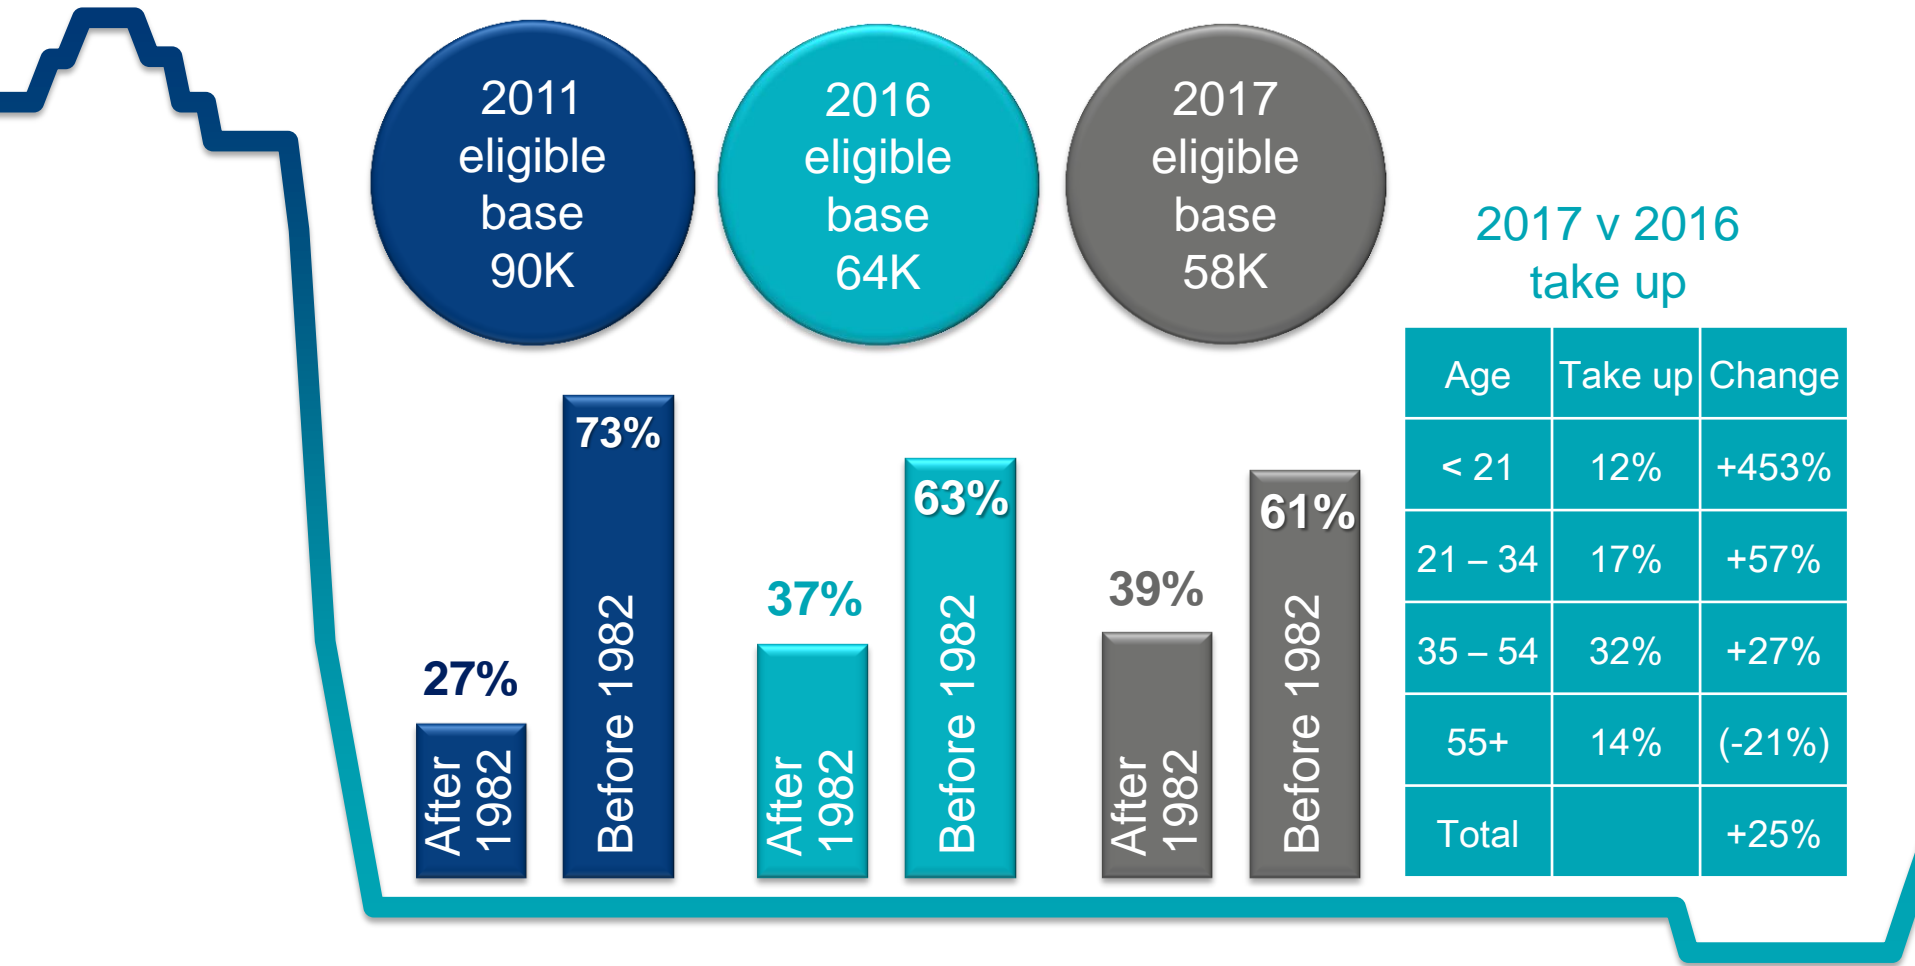 2011
eligible
base
90K
2016
eligible
base
64K
2017
eligible
base
58K
27%
After
1982
73%
Before 1982
37%
After
1982
63%
Before 1982
39%
After
1982
61%
Before 1982
2017 v 2016
take up
Age Take up Change
< 21 12% +453%
21 – 34 17% +57%
35 – 54 32% +27%
55+ 14% (-21%)
Total +25%